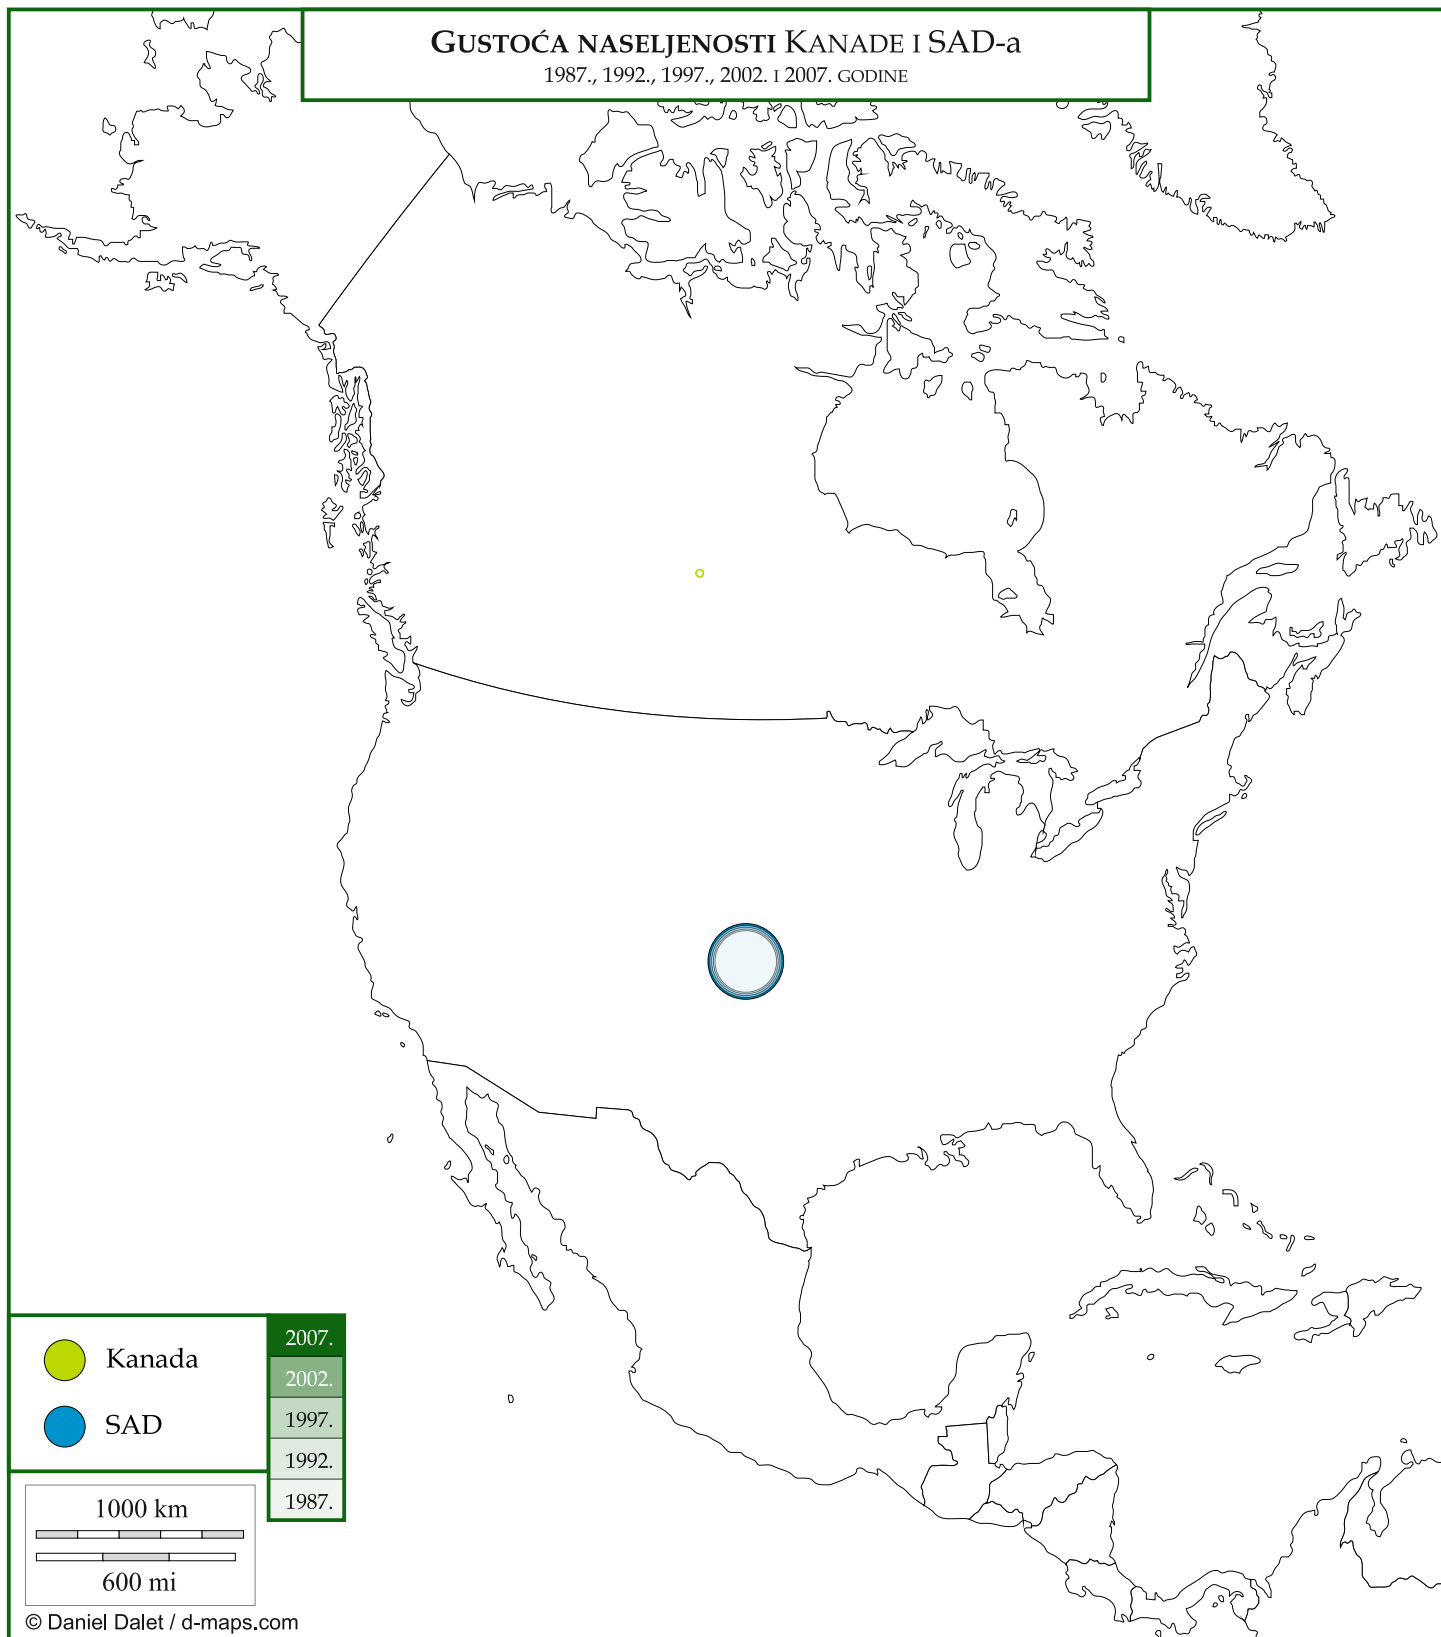 GUSTOĆA NASELJENOSTI KANADE I SAD-a
1987., 1992., 1997., 2002. I 2007. GODINE
Kanada
SAD
2007.
2002.
1997.
1992.
1987.
1000 km
600 mi
© Daniel Dalet / d-maps.com